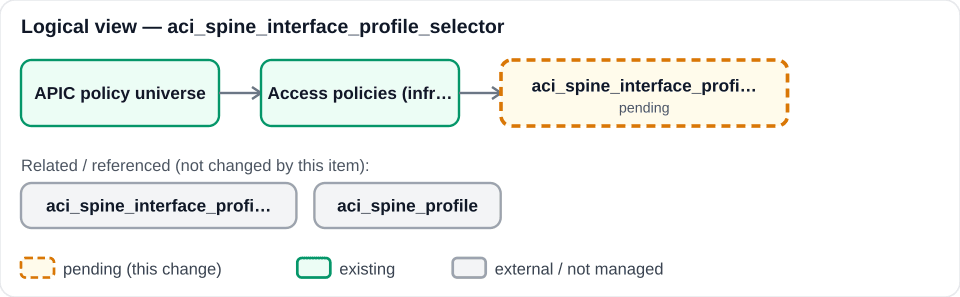 Logical view — aci_spine_interface_profile_selector
APIC policy universe
Access policies (infr…
aci_spine_interface_profi…
pending
Related / referenced (not changed by this item):
aci_spine_interface_profi…
aci_spine_profile
pending (this change)
existing
external / not managed